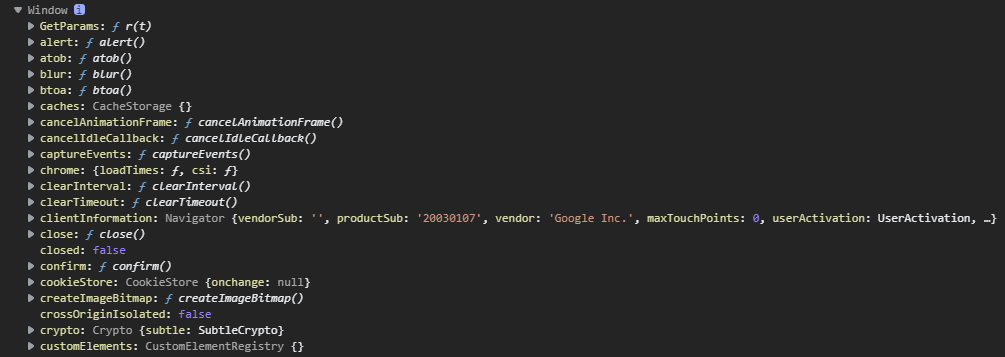 ▼ Window i
▶ GetParams: ƒ r(t)
▶ alert: ƒ alert()
▶ atob: ƒ atob()
▶ blur: ƒ blur()
▶ btoa: ƒ btoa()
▶ caches: CacheStorage {}
▶ cancelAnimationFrame: ƒ cancelAnimationFrame()
▶ cancelIdleCallback: ƒ cancelIdleCallback()
▶ captureEvents: ƒ captureEvents()
▶ chrome: {loadTimes: ƒ, csi: ƒ}
▶ clearInterval: ƒ clearInterval()
▶ clearTimeout: ƒ clearTimeout()
▶ clientInformation: Navigator {vendorSub: '', productSub: '20030107', vendor: 'Google Inc.', maxTouchPoints: 0, userActivation: UserActivation, …}
▶ close: ƒ close()
closed: false
▶ confirm: ƒ confirm()
▶ cookieStore: CookieStore {onchange: null}
▶ createImageBitmap: ƒ createImageBitmap()
crossOriginIsolated: false
▶ crypto: Crypto {subtle: SubtleCrypto}
▶ customElements: CustomElementRegistry {}